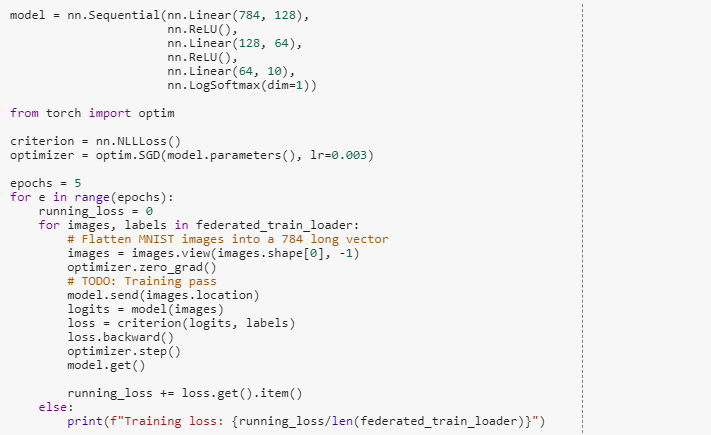 model = nn.Sequential(nn.Linear(784, 128),
                      nn.ReLU(),
                      nn.Linear(128, 64),
                      nn.ReLU(),
                      nn.Linear(64, 10),
                      nn.LogSoftmax(dim=1))

from torch import optim

criterion = nn.NLLLoss()
optimizer = optim.SGD(model.parameters(), lr=0.003)

epochs = 5
for e in range(epochs):
    running_loss = 0
    for images, labels in federated_train_loader:
        # Flatten MNIST images into a 784 long vector
        images = images.view(images.shape[0], -1)
        optimizer.zero_grad()
        # TODO: Training pass
        model.send(images.location)
        logits = model(images)
        loss = criterion(logits, labels)
        loss.backward()
        optimizer.step()
        model.get()

        running_loss += loss.get().item()
    else:
        print(f"Training loss: {running_loss/len(federated_train_loader)}")